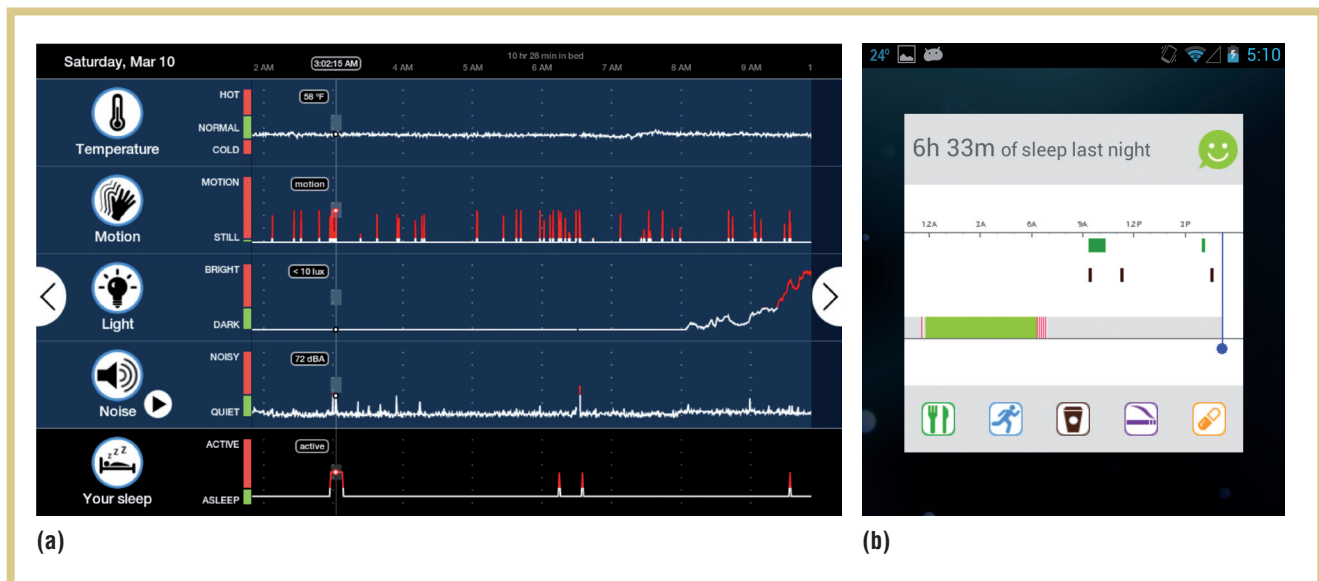 Saturday, Mar 10
10 hr 28 min in bed
2 AM 3:02:15 AM 4 AM 5 AM 6 AM 7 AM 8 AM 9 AM 1
Temperature
HOT
NORMAL
COLD
58 °F
Motion
MOTION
STILL
motion
Light
BRIGHT
DARK
< 10 lux
Noise
NOISY
QUIET
72 dBA
Your sleep
ACTIVE
ASLEEP
active
zzZ
(a)
24° 5:10
6h 33m of sleep last night
12A 3A 6A 9A 12P 3P
(b)